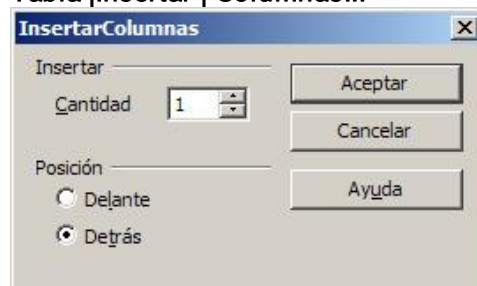 Tabla |Insertar | Columnas...
InsertarColumnas
Insertar
Cantidad 1
Aceptar
Cancelar
Posición
Delante
Detrás
Ayuda